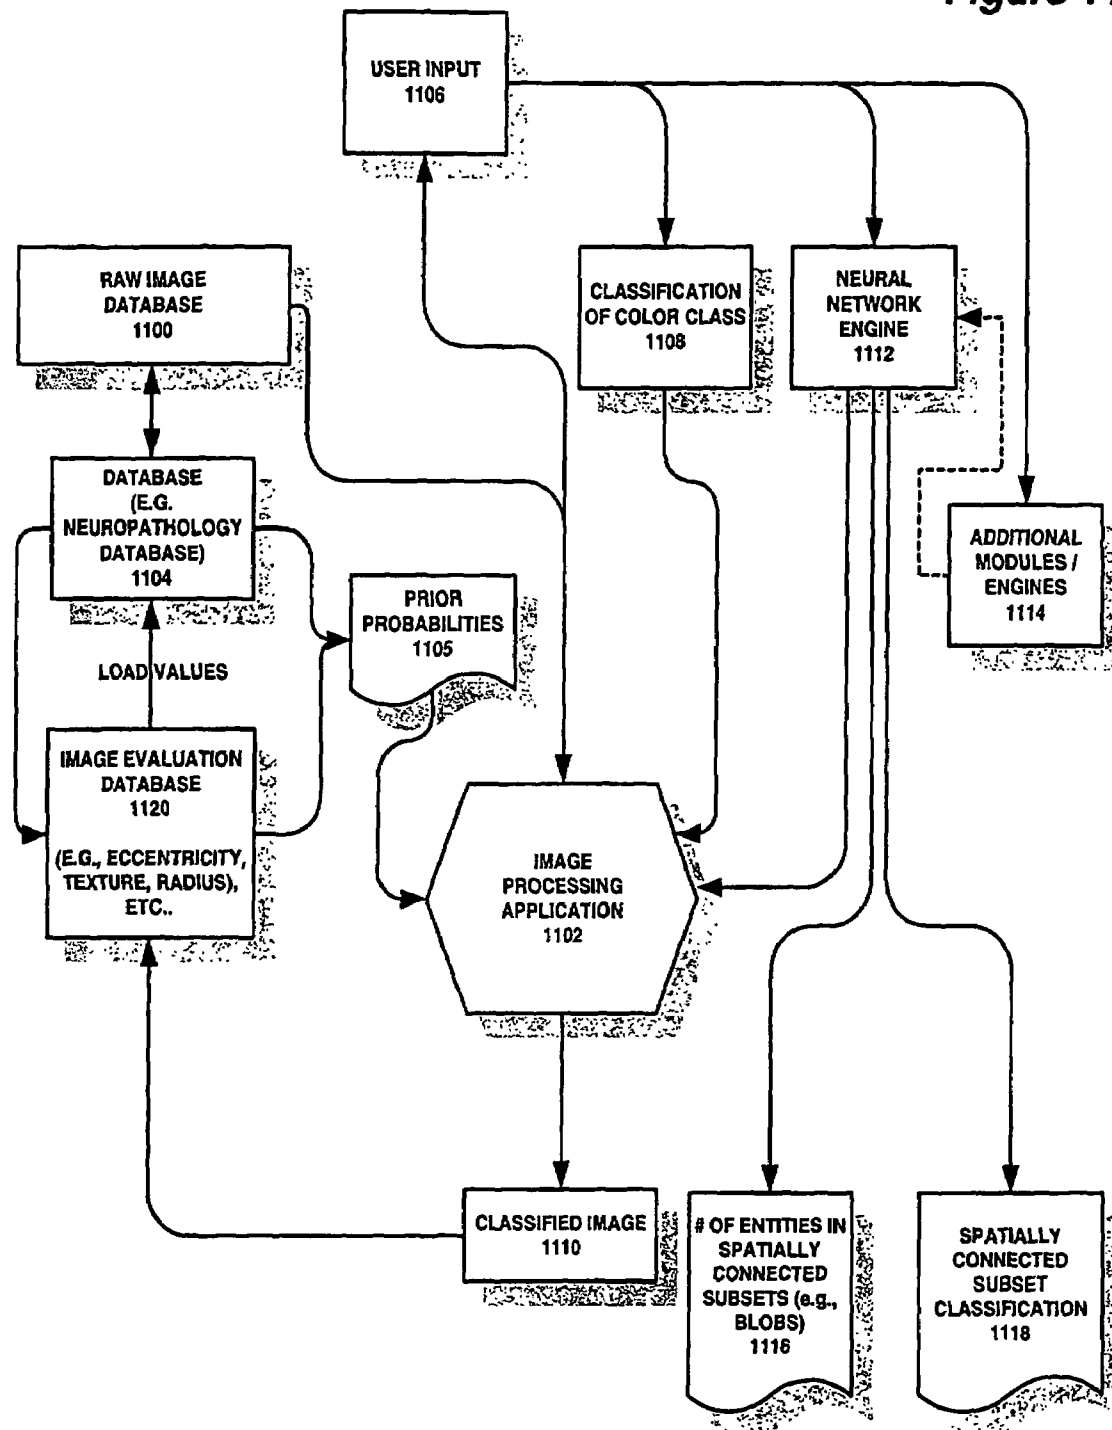 USER INPUT
1106
RAW IMAGE
DATABASE
1100
CLASSIFICATION
OF COLOR CLASS
1108
NEURAL
NETWORK
ENGINE
1112
DATABASE
(E.G.
NEUROPATHOLOGY
DATABASE)
1104
ADDITIONAL
MODULES /
ENGINES
1114
PRIOR
PROBABILITIES
1105
LOAD VALUES
IMAGE EVALUATION
DATABASE
1120
(E.G., ECCENTRICITY,
TEXTURE, RADIUS),
ETC..
IMAGE
PROCESSING
APPLICATION
1102
CLASSIFIED IMAGE
1110
# OF ENTITIES IN
SPATIALLY
CONNECTED
SUBSETS (e.g.,
BLOBS)
1116
SPATIALLY
CONNECTED
SUBSET
CLASSIFICATION
1118